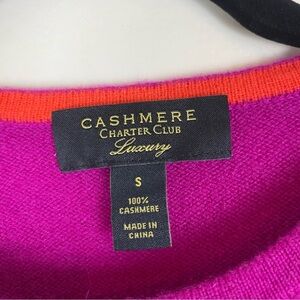 CASHMERE
CHARTER CLUB
Luxury
S
100%
CASHMERE
MADE IN
CHINA